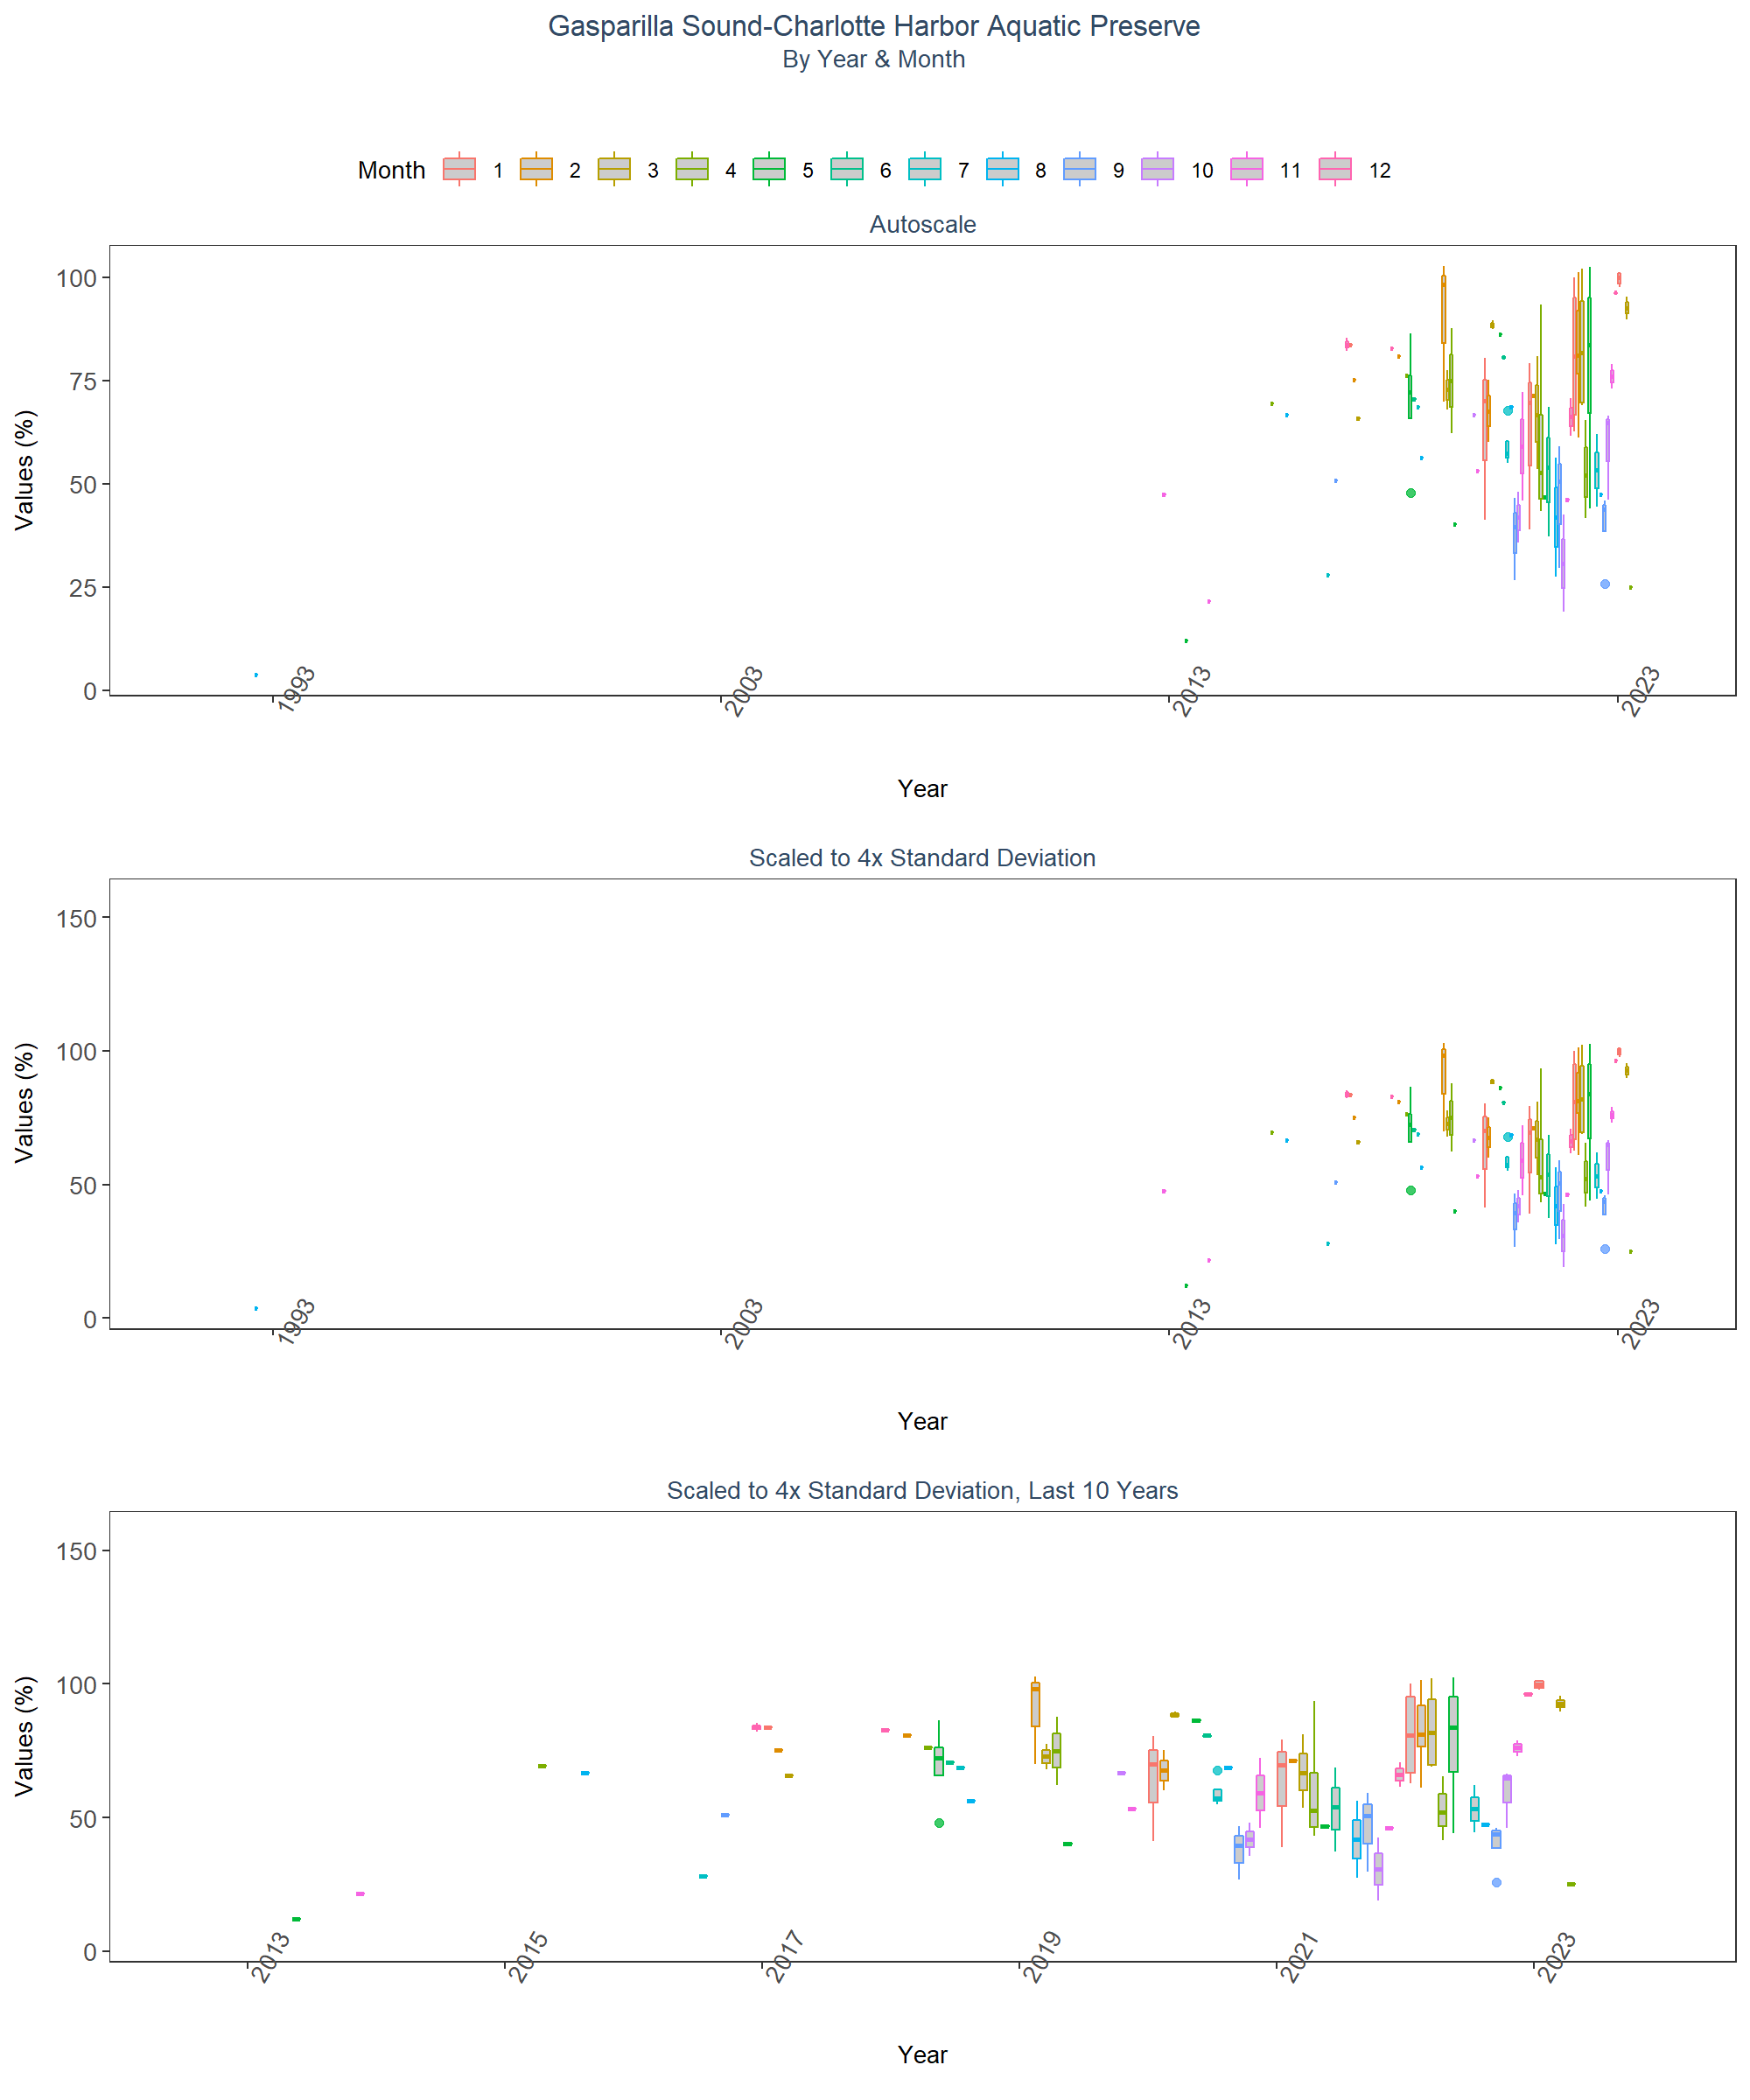 Gasparilla Sound-Charlotte Harbor Aquatic Preserve
By Year & Month
Month 1 2 3 4 5 6 7 8 9 10 11 12
Autoscale
Values (%)
100
75
50
25
0
1993 2003 2013 2023
Year
Scaled to 4x Standard Deviation
Values (%)
150
100
50
0
1993 2003 2013 2023
Year
Scaled to 4x Standard Deviation, Last 10 Years
Values (%)
150
100
50
0
2013 2015 2017 2019 2021 2023
Year